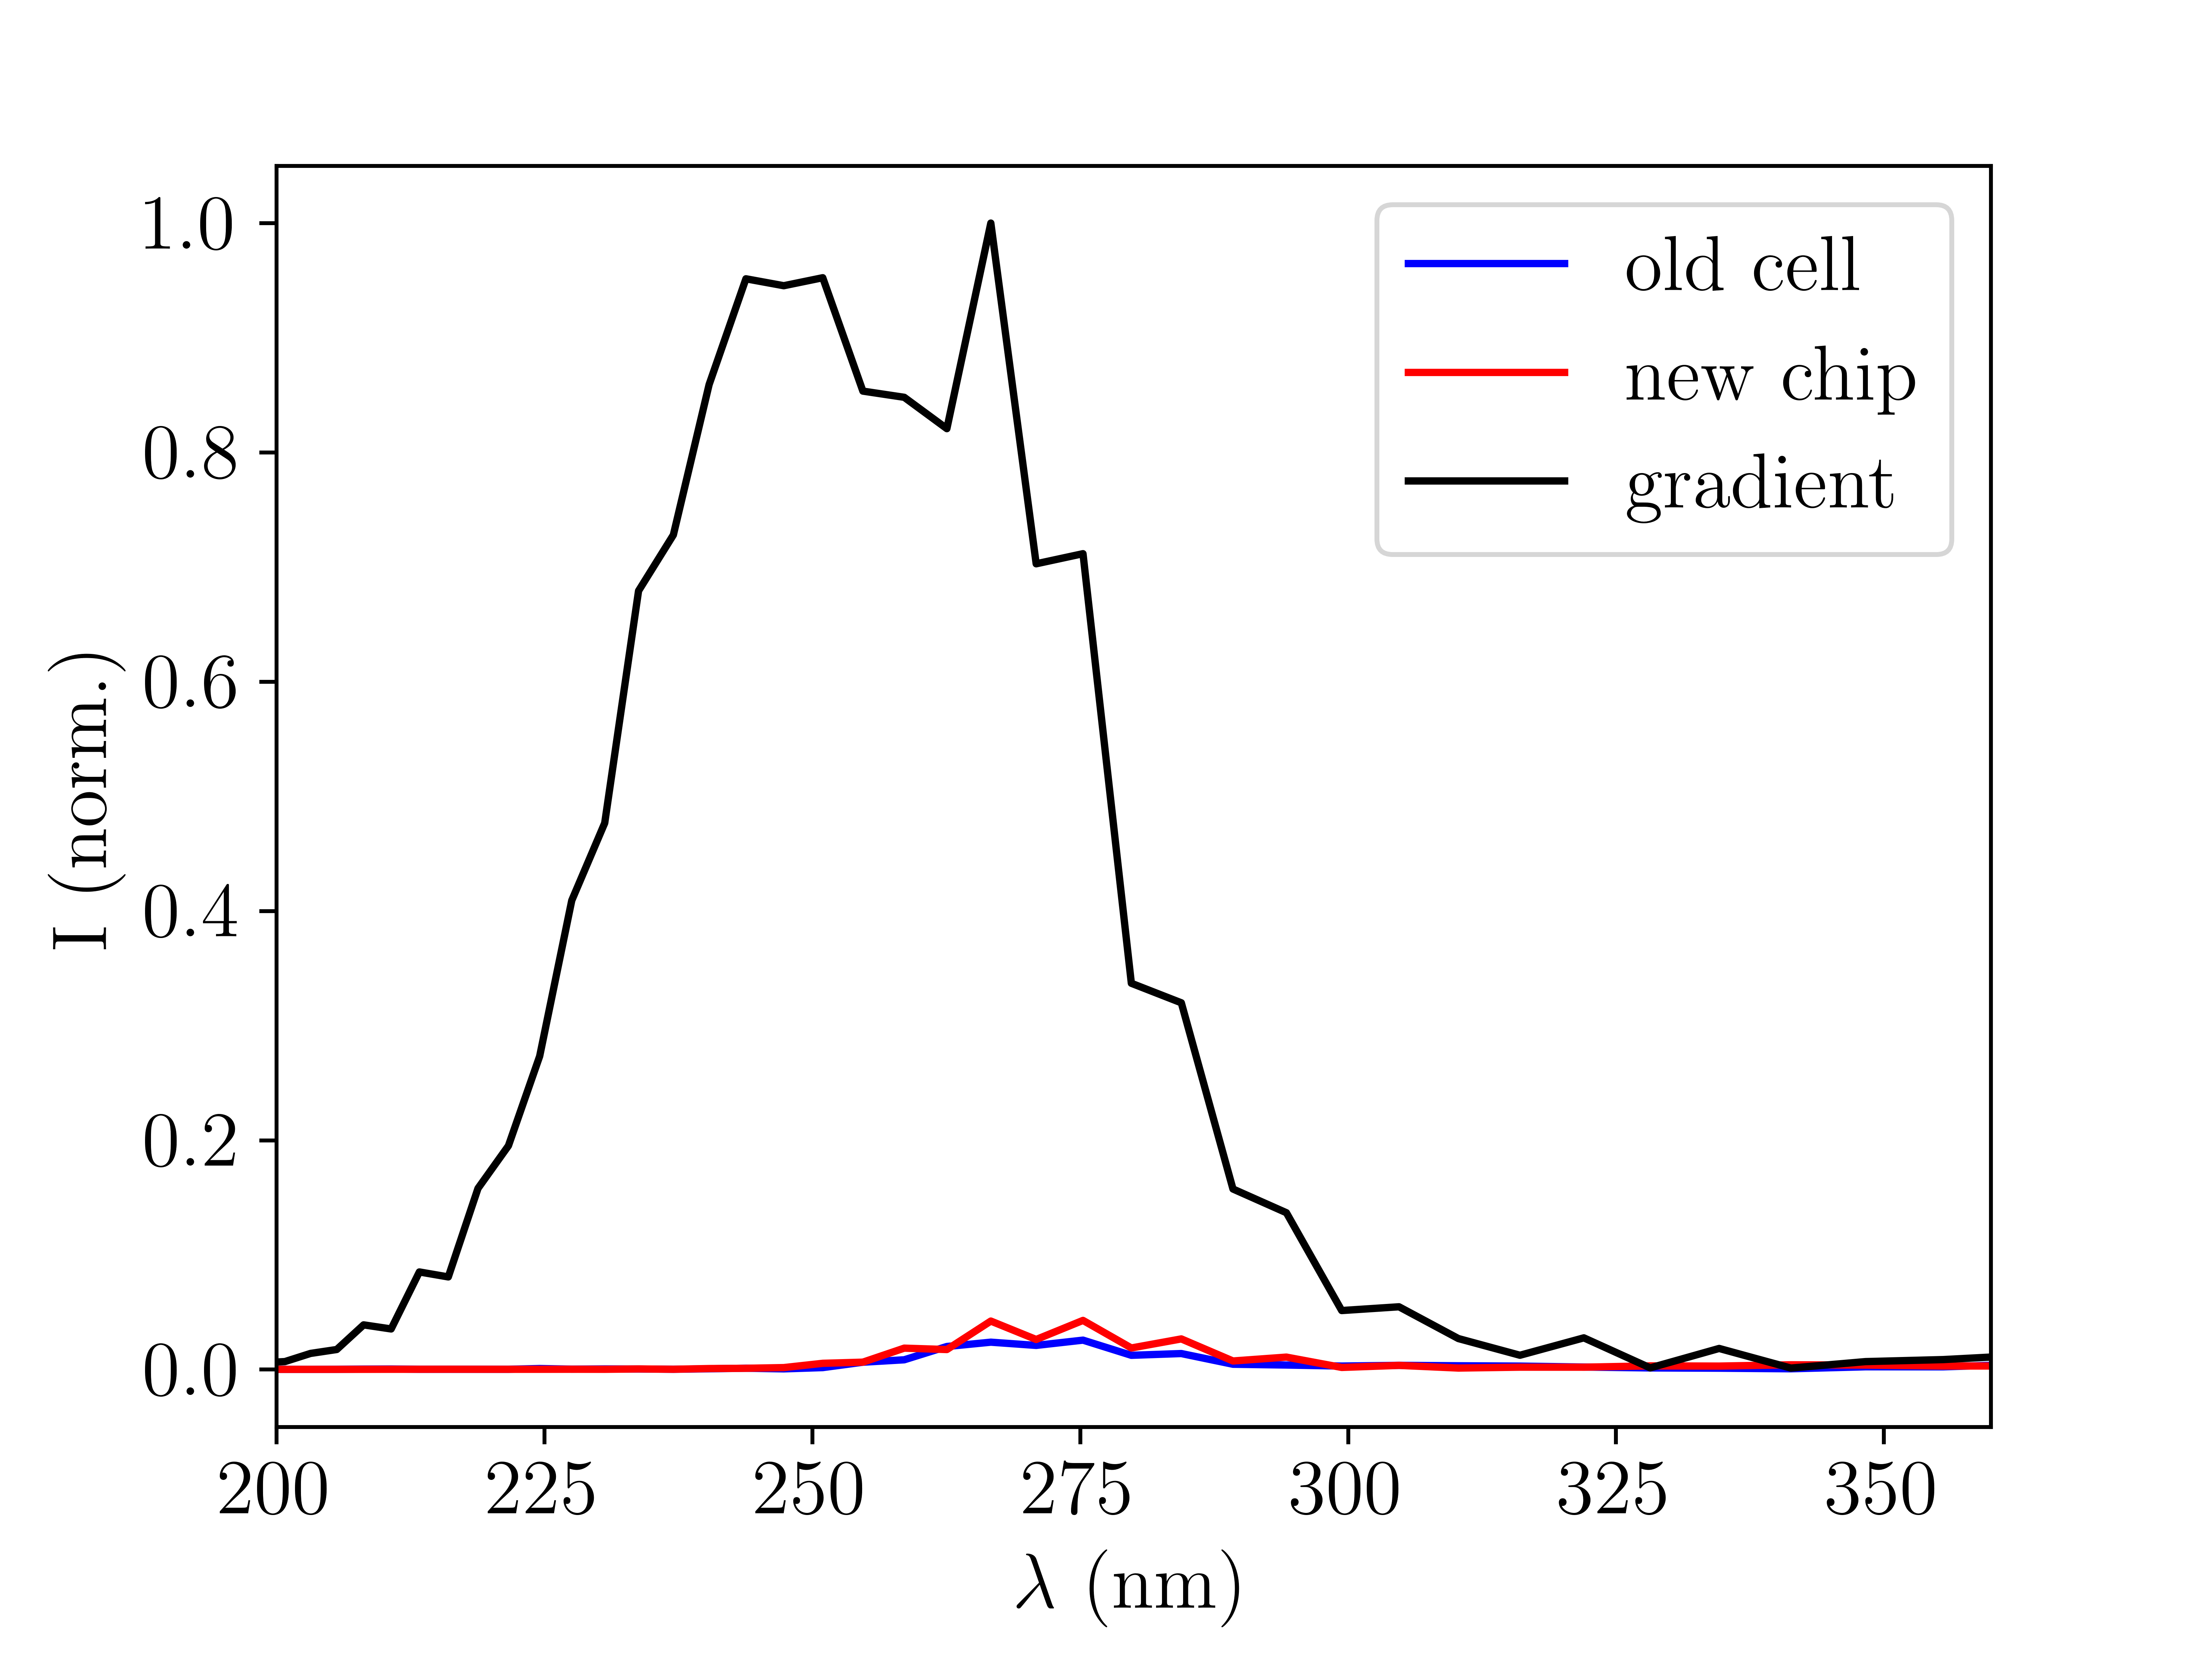 old cell
new chip
gradient
1.0
0.8
0.6
0.4
0.2
0.0
I (norm.)
200 225 250 275 300 325 350
λ (nm)